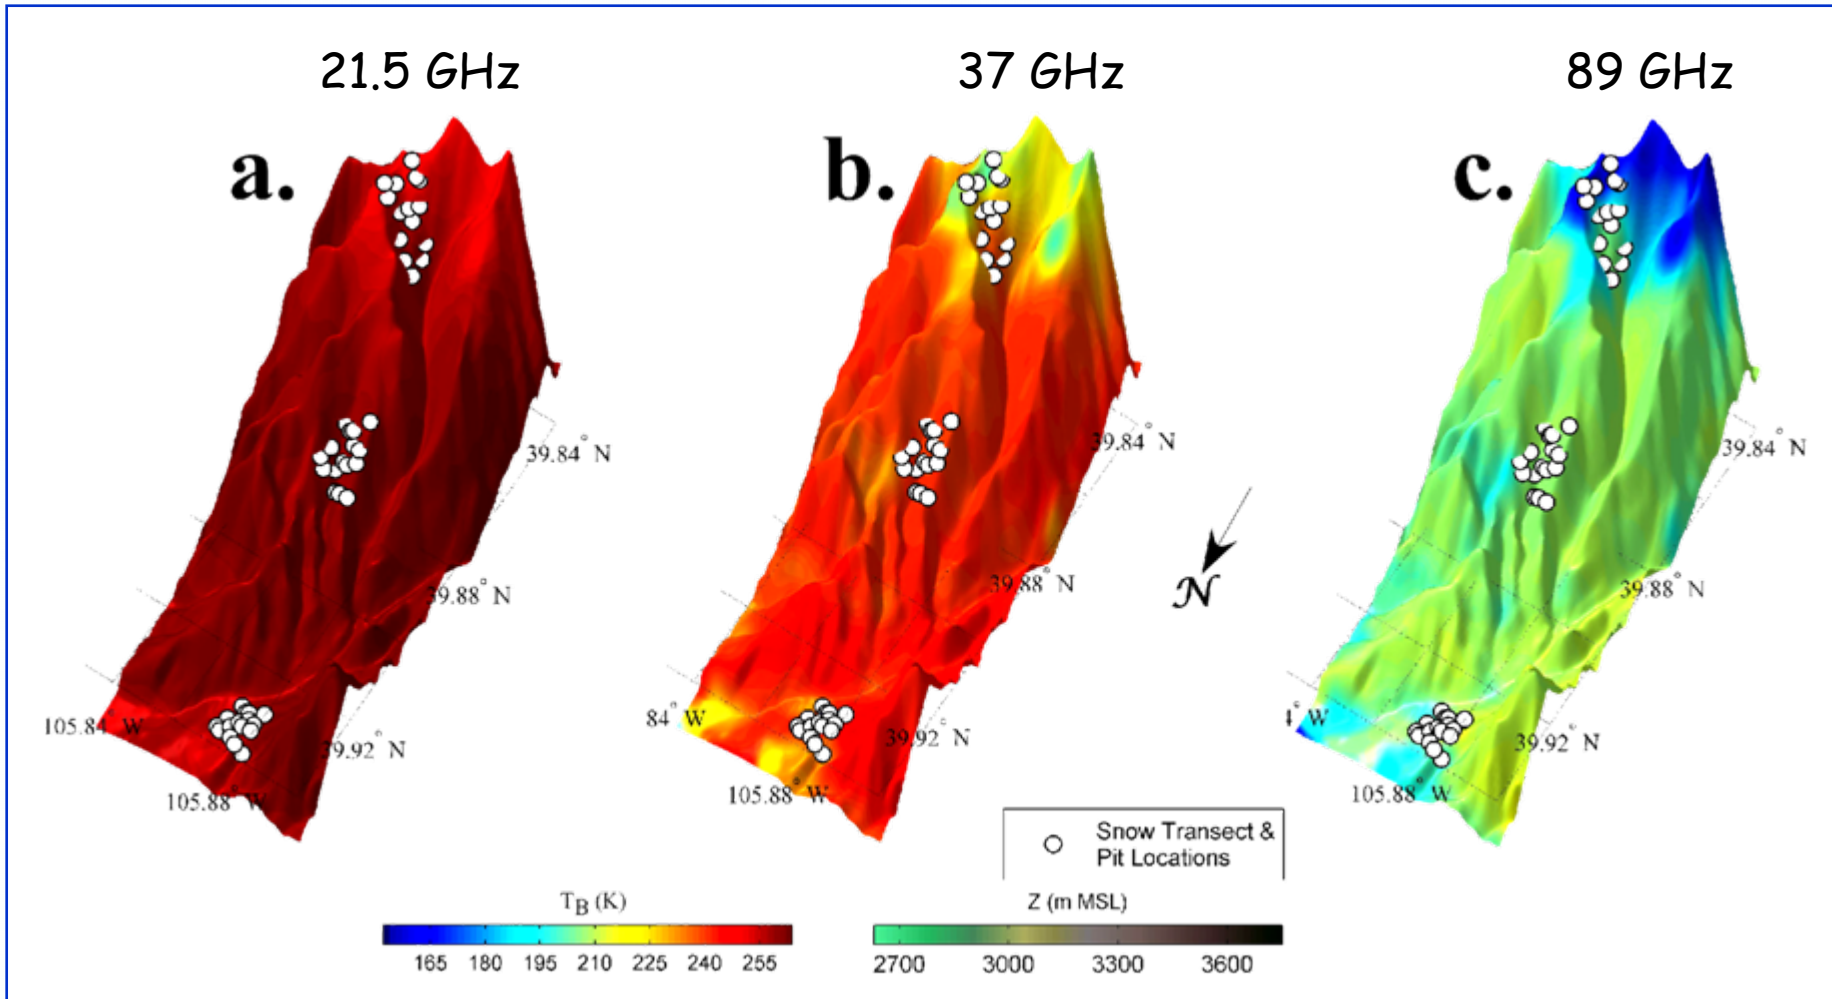 21.5 GHz
37 GHz
89 GHz
a.
b.
c.
39.84° N
39.84° N
39.84° N
N
39.88° N
39.88° N
39.88° N
105.84° W
84° W
4° W
39.92° N
39.92° N
39.92° N
105.88° W
105.88° W
105.88° W
Snow Transect &
Pit Locations
T_B (K)
165 180 195 210 225 240 255
Z (m MSL)
2700 3000 3300 3600